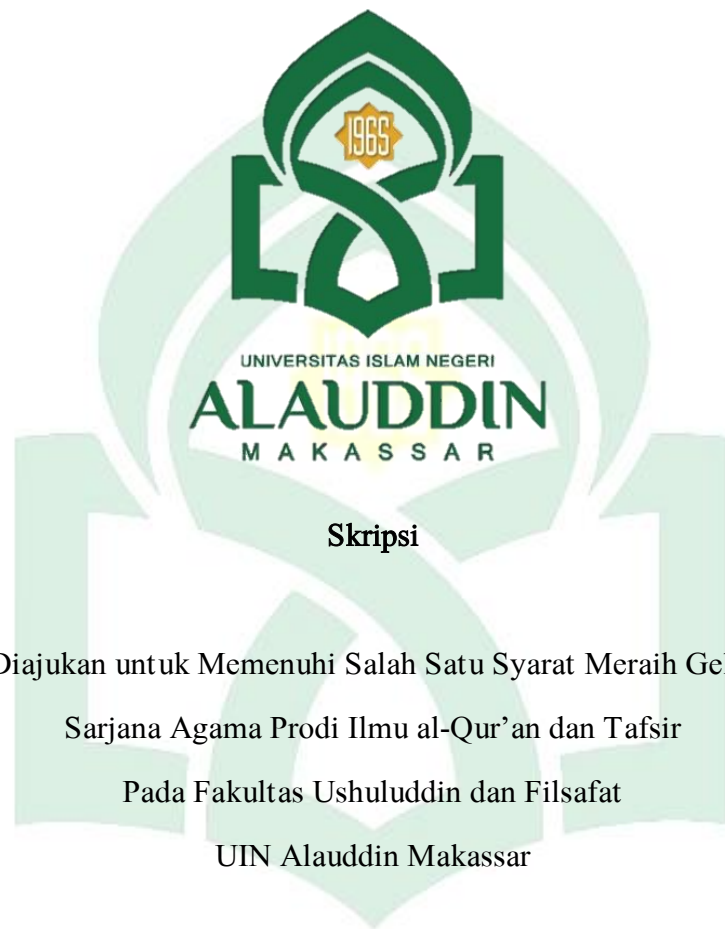 1965
UNIVERSITAS ISLAM NEGERI
ALAUDDIN
MAKASSAR
Skripsi
Diajukan untuk Memenuhi Salah Satu Syarat Meraih
Sarjana Agama Prodi Ilmu al-Qur’an dan Tafsir
Pada Fakultas Ushuluddin dan Filsafat
UIN Alauddin Makassar